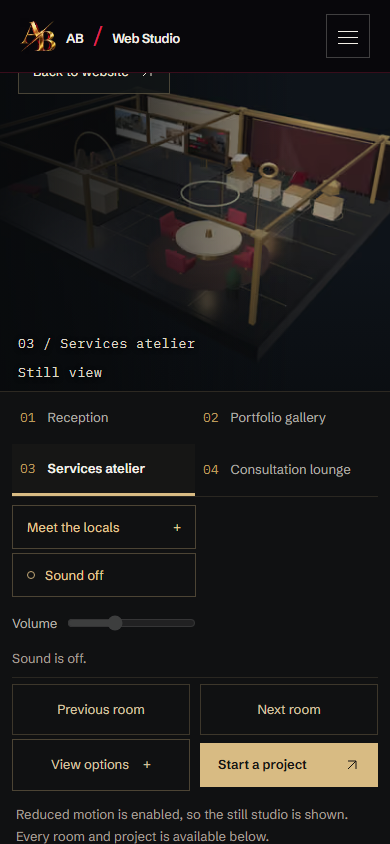 AB / Web Studio
Back to website
03 / Services atelier
Still view
01 Reception
02 Portfolio gallery
03 Services atelier
04 Consultation lounge
Meet the locals +
Sound off
Volume
Sound is off.
Previous room
Next room
View options +
Start a project
Reduced motion is enabled, so the still studio is shown.
Every room and project is available below.